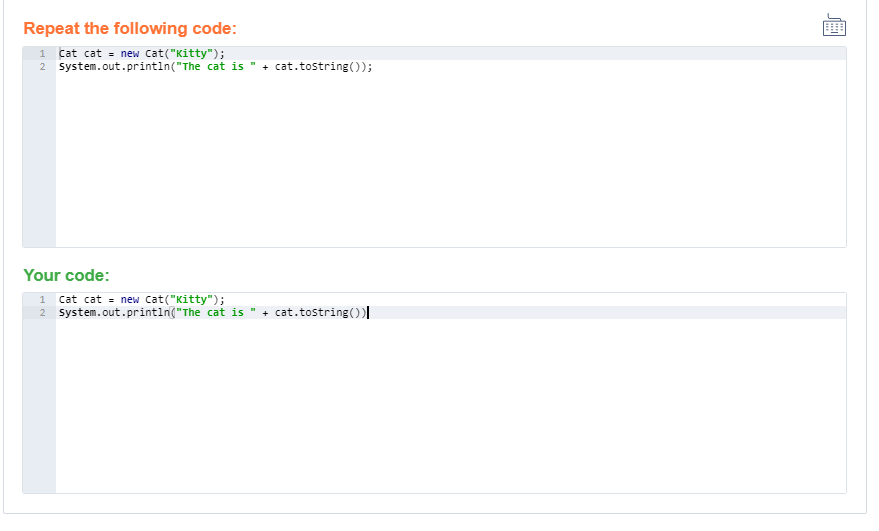 Repeat the following code:
1 Cat cat = new Cat("Kitty");
2 System.out.println("The cat is " + cat.toString());
Your code:
1 Cat cat = new Cat("Kitty");
2 System.out.println("The cat is " + cat.toString())